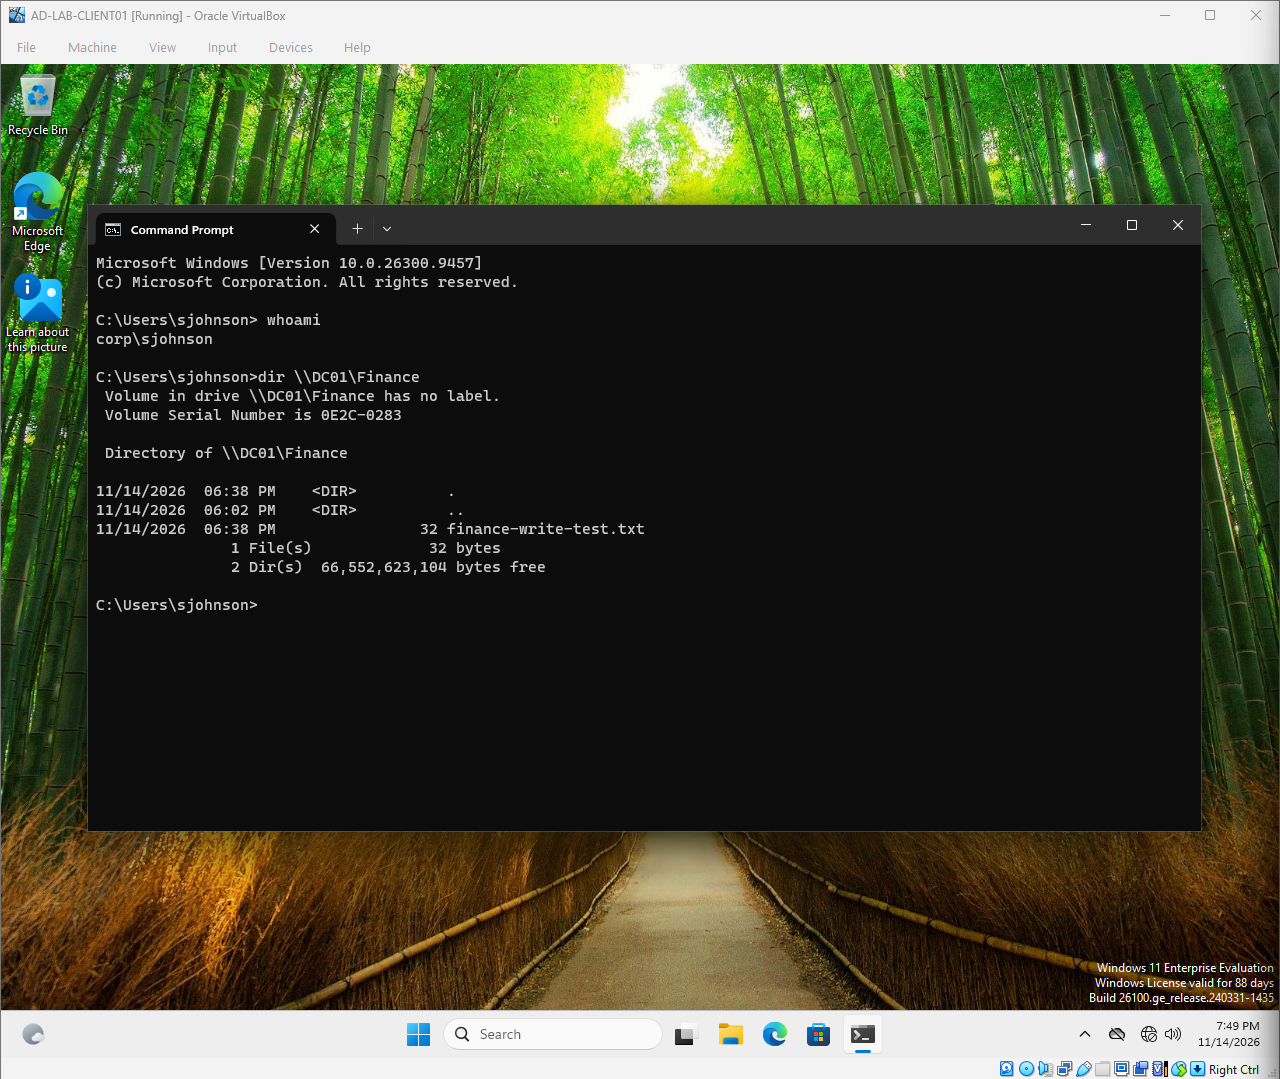 AD-LAB-CLIENT01 [Running] - Oracle VirtualBox
File Machine View Input Devices Help
Recycle Bin
Microsoft
Edge
Learn about
this picture
Command Prompt
Microsoft Windows [Version 10.0.26300.9457]
(c) Microsoft Corporation. All rights reserved.
C:\Users\sjohnson> whoami
corp\sjohnson
C:\Users\sjohnson>dir \\DC01\Finance
Volume in drive \\DC01\Finance has no label.
Volume Serial Number is 0E2C-0283
Directory of \\DC01\Finance
11/14/2026  06:38 PM    <DIR>          .
11/14/2026  06:02 PM    <DIR>          ..
11/14/2026  06:38 PM                32 finance-write-test.txt
1 File(s)             32 bytes
2 Dir(s)  66,552,623,104 bytes free
C:\Users\sjohnson>
Windows 11 Enterprise Evaluation
Windows License valid for 88 days
Build 26100.ge_release.240331-1435
Search
7:49 PM
11/14/2026
Right Ctrl